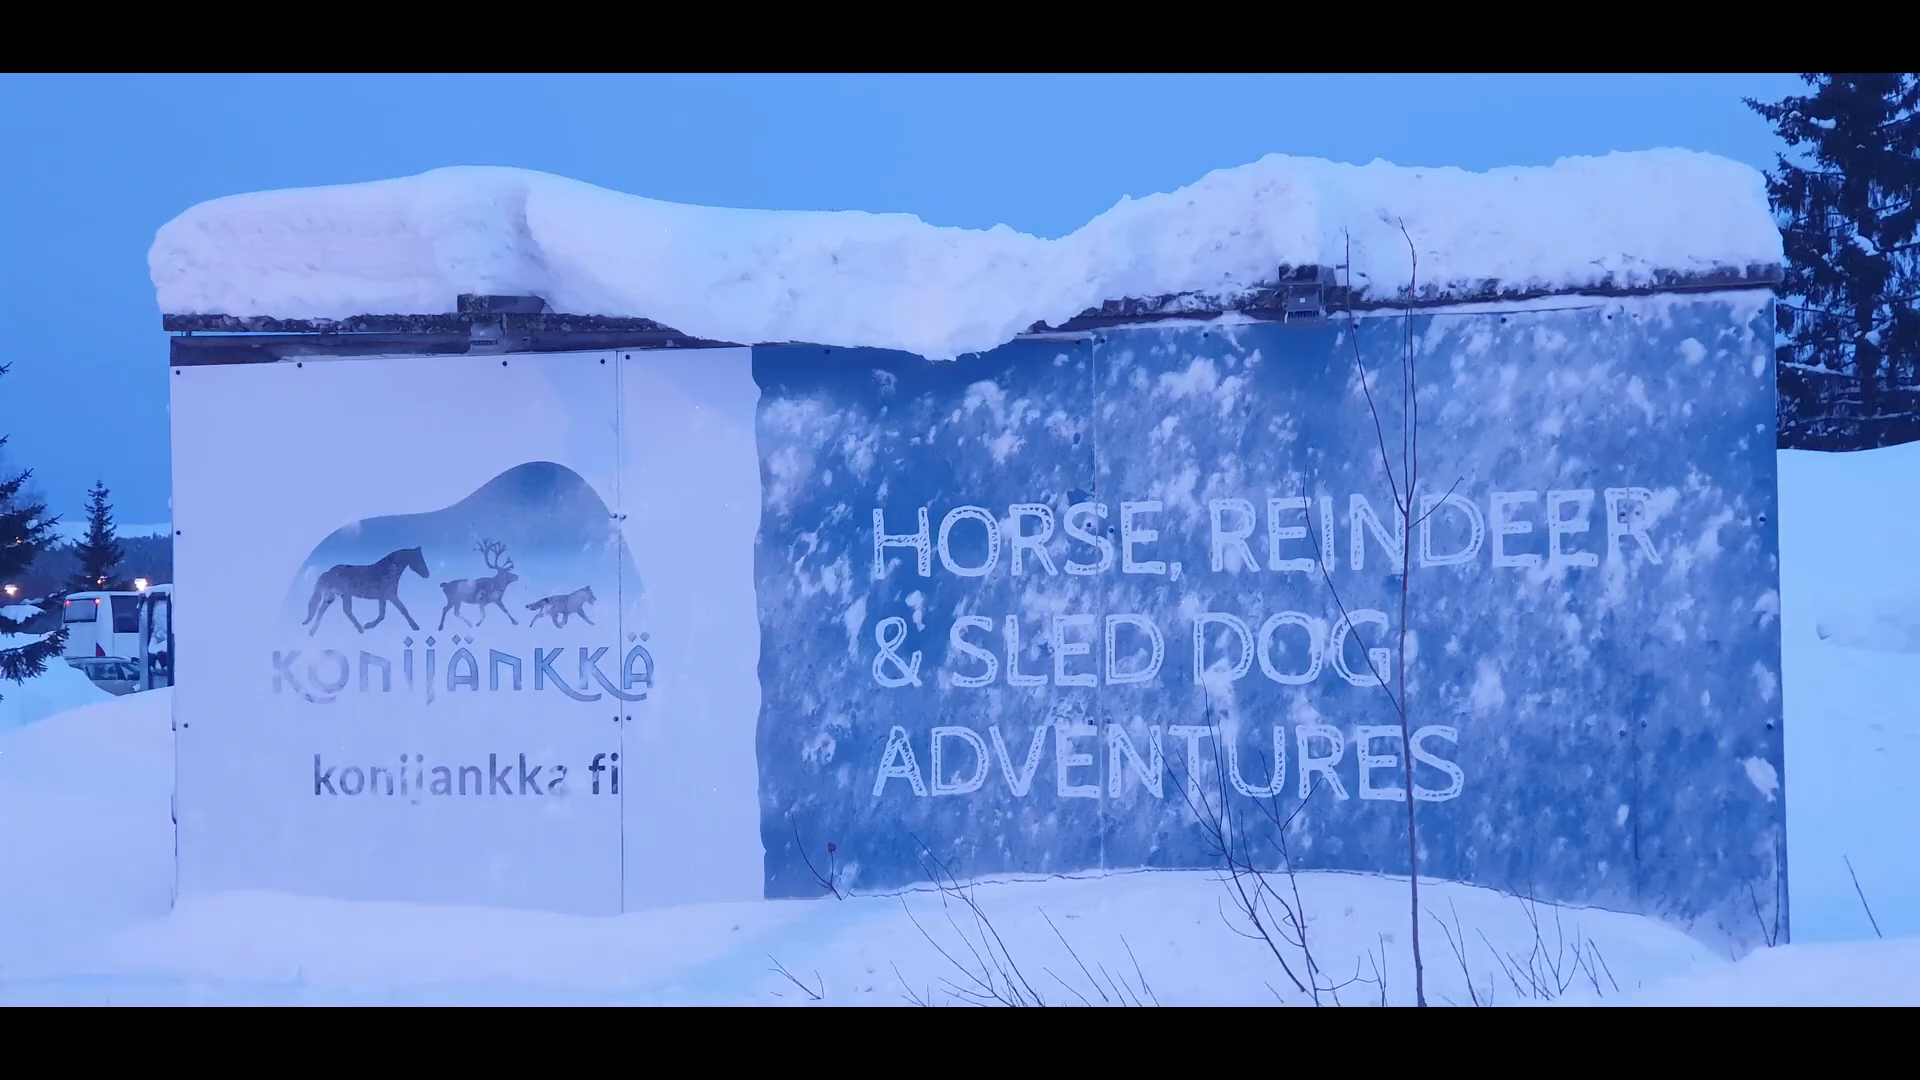 KONIJÄNKKÄ
konijankka fi
HORSE, REINDEER
& SLED DOG
ADVENTURES